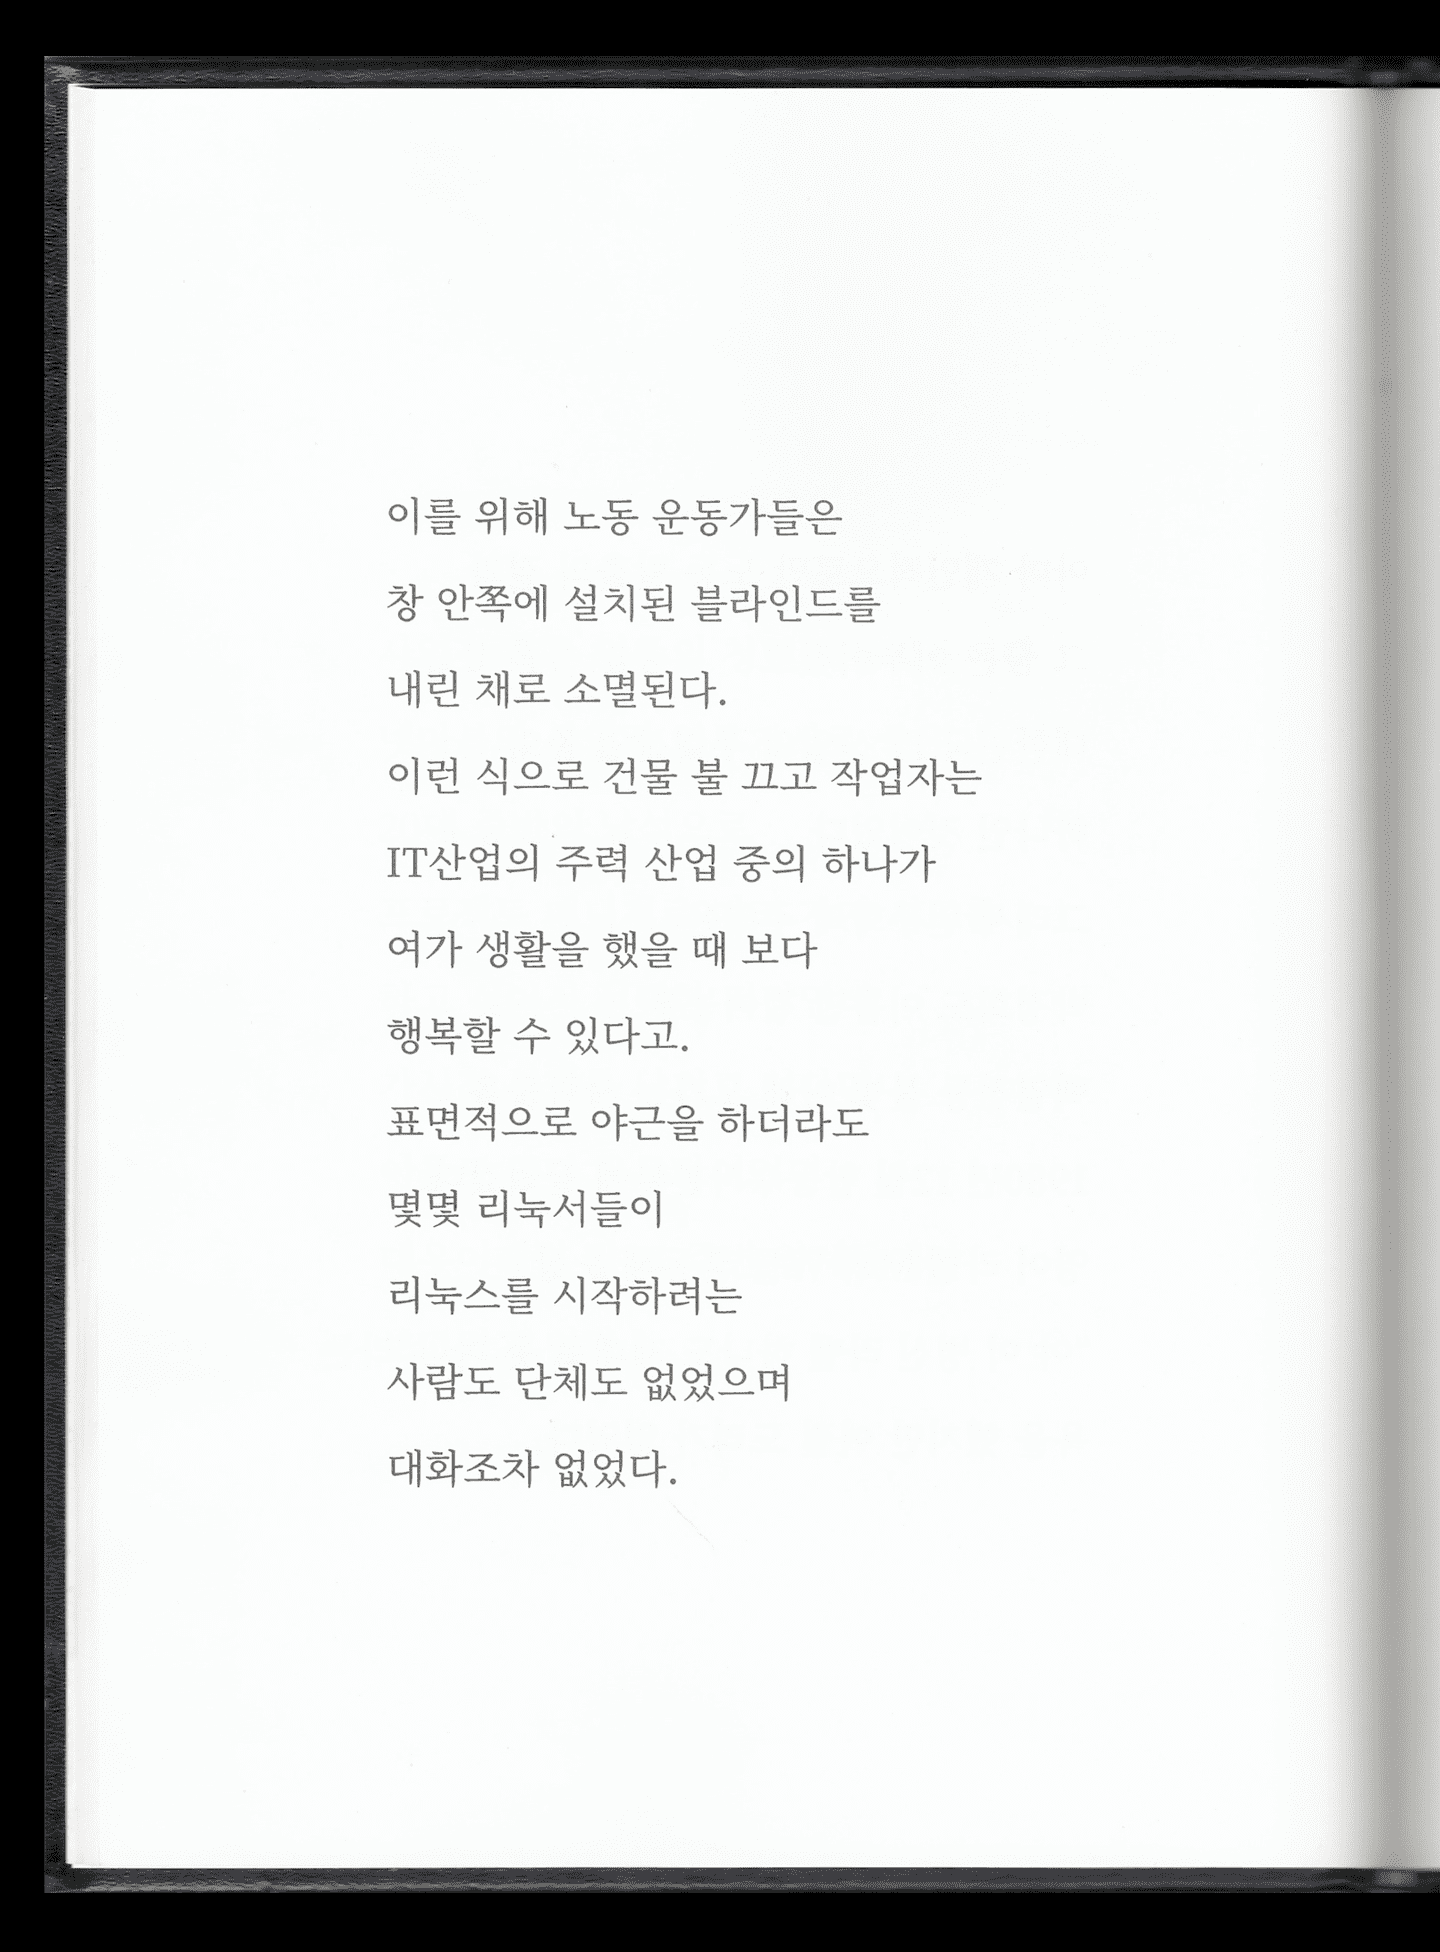 이를 위해 노동 운동가들은
창 안쪽에 설치된 블라인드를
내린 채로 소멸된다.
이런 식으로 건물 불 끄고 작업자는
IT산업의 주력 산업 중의 하나가
여가 생활을 했을 때 보다
행복할 수 있다고.
표면적으로 야근을 하더라도
몇몇 리눅서들이
리눅스를 시작하려는
사람도 단체도 없었으며
대화조차 없었다.